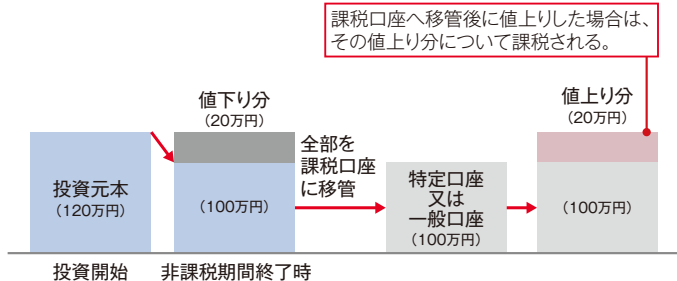 課税口座へ移管後に値上りした場合は、
その値上り分について課税される。
値下り分
(20万円)
値上り分
(20万円)
全部を
課税口座
に移管
投資元本
(120万円)
(100万円)
特定口座
又は
一般口座
(100万円)
(100万円)
投資開始
非課税期間終了時